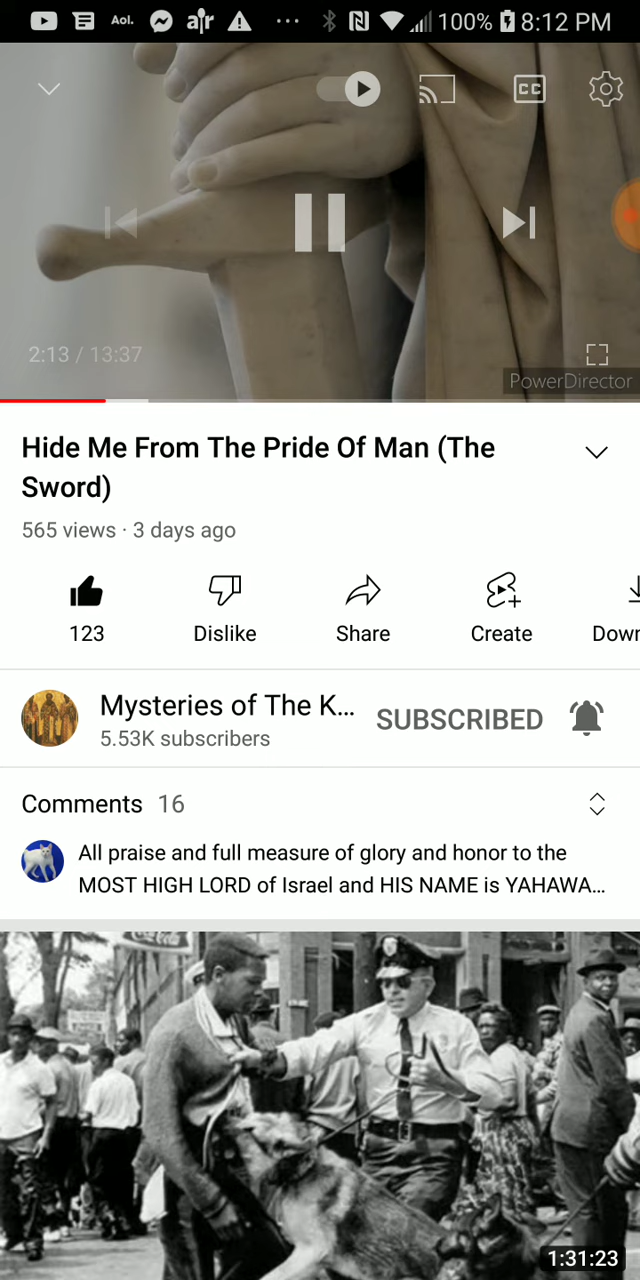 Aol.
air
100%
8:12 PM
CC
2:13 / 13:37
PowerDirector
Hide Me From The Pride Of Man (The
Sword)
565 views · 3 days ago
123
Dislike
Share
Create
Down
Mysteries of The K...
SUBSCRIBED
5.53K subscribers
Comments 16
All praise and full measure of glory and honor to the
MOST HIGH LORD of Israel and HIS NAME is YAHAWA...
Coca-Cola
1:31:23